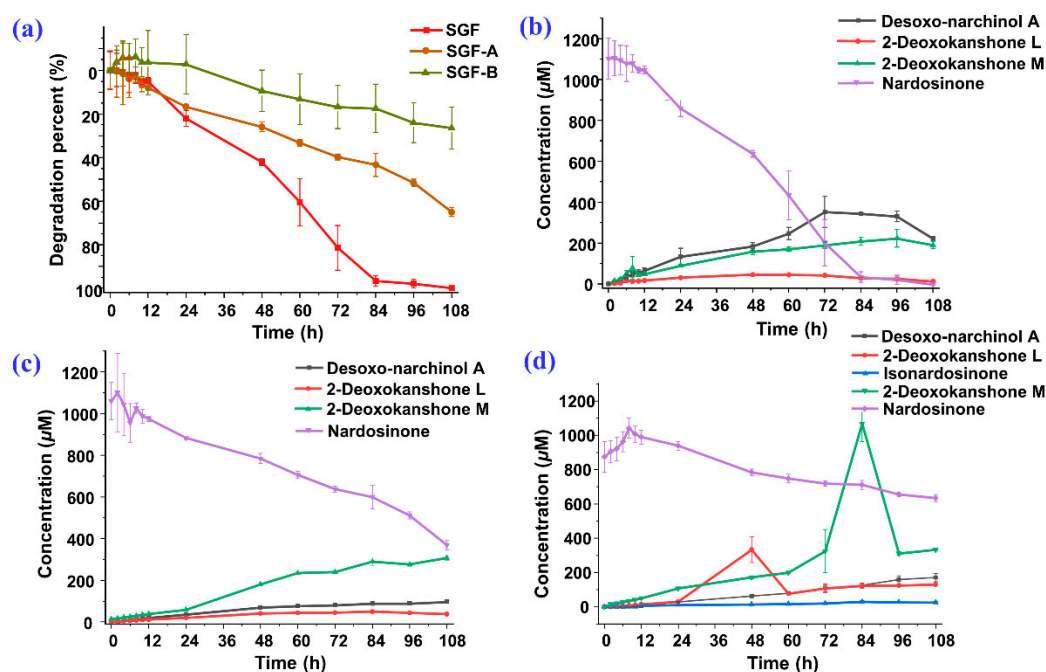 (a)
SGF
SGF-A
SGF-B
Degradation percent (%)
0
20
40
60
80
100
0 12 24 36 48 60 72 84 96 108
Time (h)
(b)
Desoxo-narchinol A
2-Deoxokanshone L
2-Deoxokanshone M
Nardosinone
Concentration (µM)
1200
1000
800
600
400
200
0
0 12 24 36 48 60 72 84 96 108
Time (h)
(c)
Desoxo-narchinol A
2-Deoxokanshone L
2-Deoxokanshone M
Nardosinone
Concentration (µM)
1200
1000
800
600
400
200
0
0 12 24 36 48 60 72 84 96 108
Time (h)
(d)
Desoxo-narchinol A
2-Deoxokanshone L
Isonardosinone
2-Deoxokanshone M
Nardosinone
Concentration (µM)
1200
1000
800
600
400
200
0
0 12 24 36 48 60 72 84 96 108
Time (h)